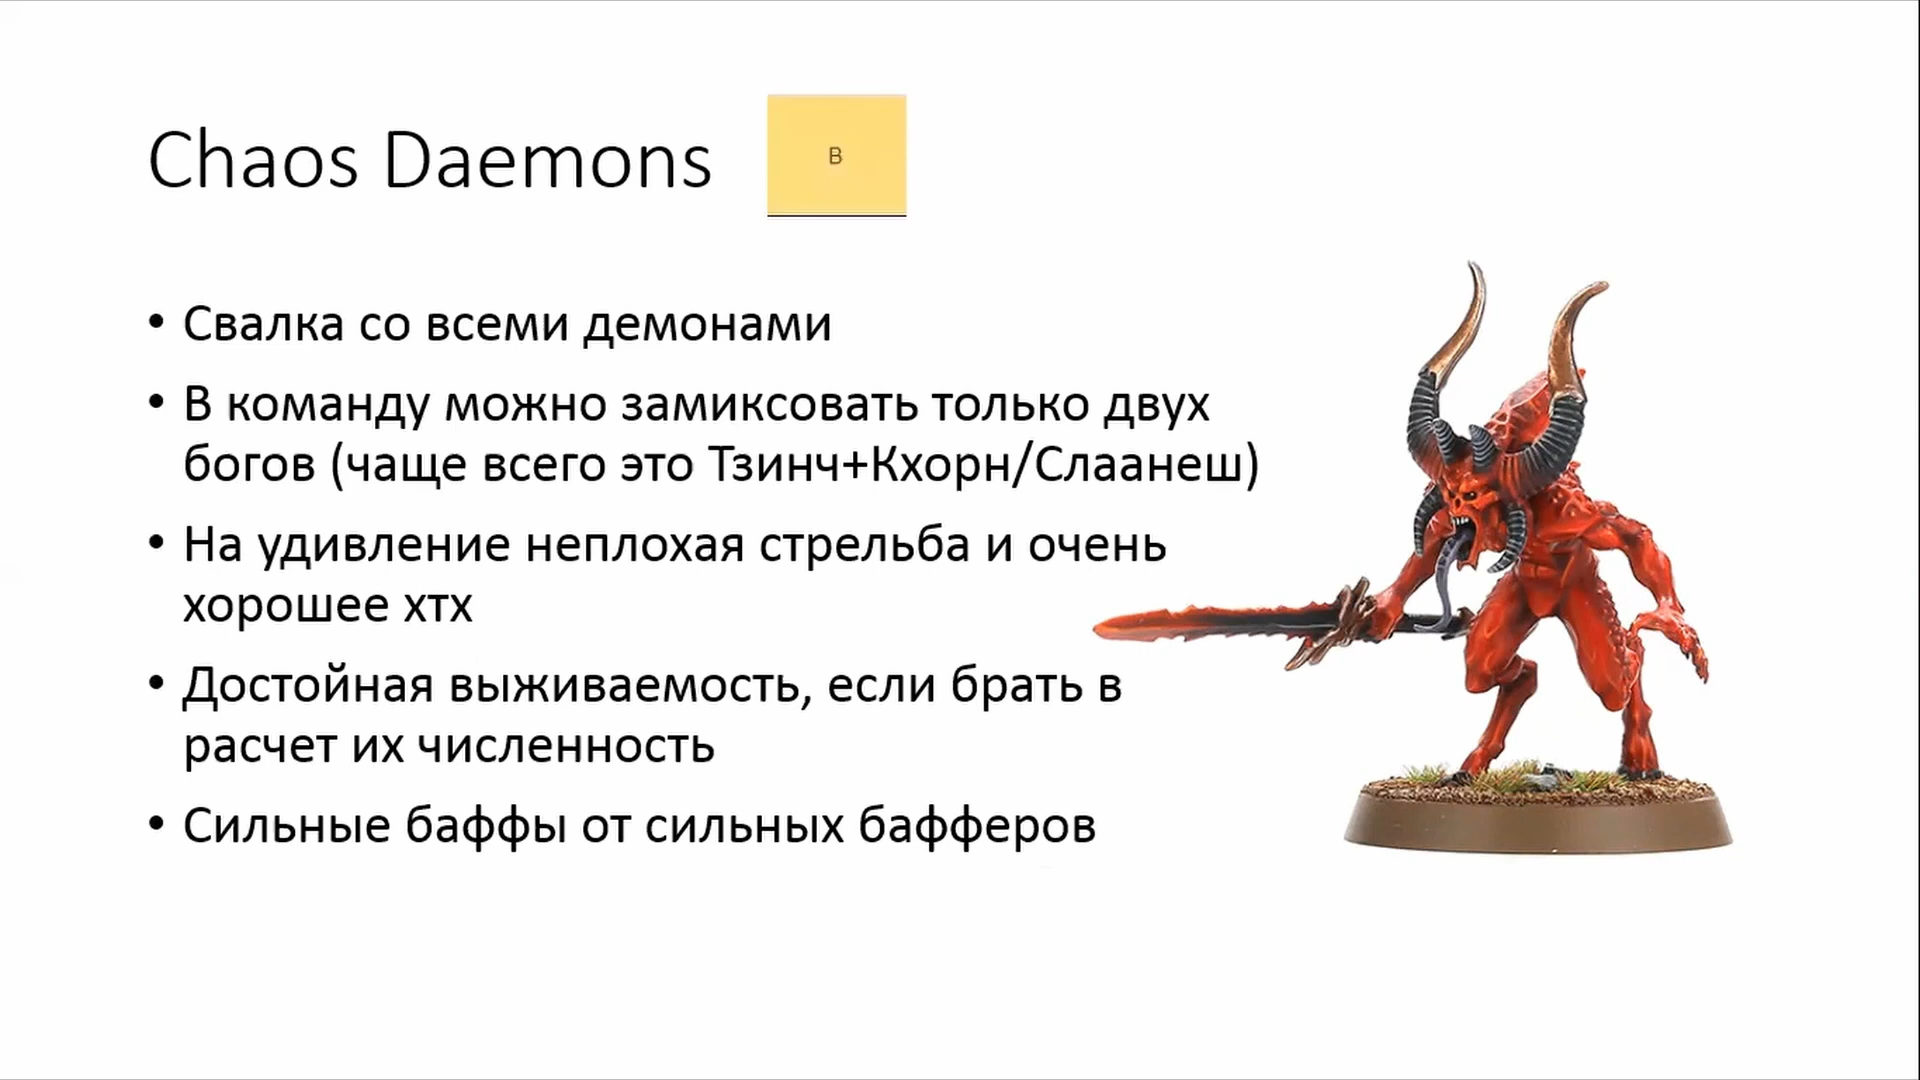 Chaos Daemons
B
• Свалка со всеми демонами
• В команду можно замиксовать только двух
богов (чаще всего это Тзинч+Кхорн/Слаанеш)
• На удивление неплохая стрельба и очень
хорошее хтх
• Достойная выживаемость, если брать в
расчет их численность
• Сильные баффы от сильных бафферов